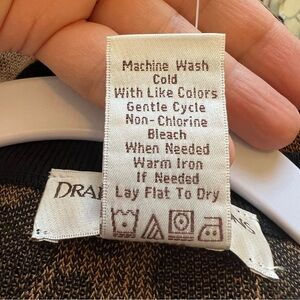 Machine Wash
Cold
With Like Colors
Gentle Cycle
Non-Chlorine
Bleach
When Needed
Warm Iron
If Needed
Lay Flat To Dry